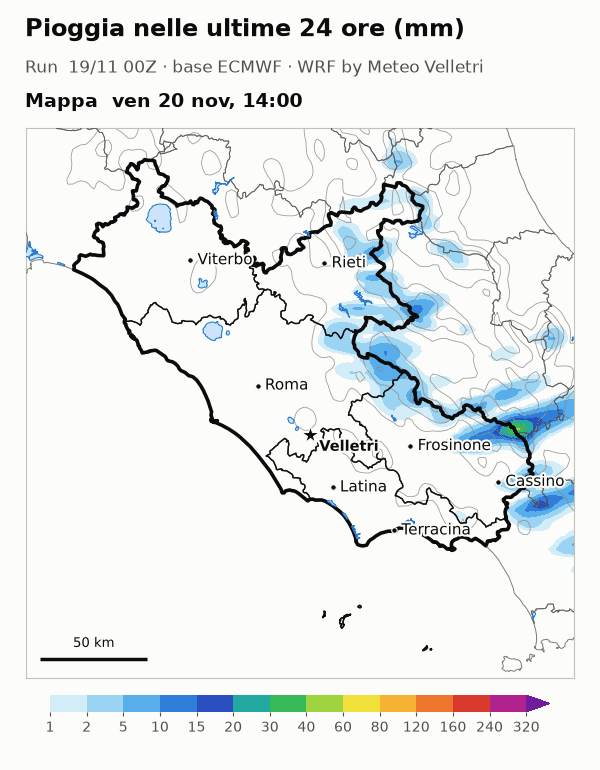 Pioggia nelle ultime 24 ore (mm)
Run  19/11 00Z · base ECMWF · WRF by Meteo Velletri
Mappa  ven 20 nov, 14:00
Viterbo
Rieti
Roma
Velletri
Frosinone
Cassino
Latina
Terracina
50 km
1 2 5 10 15 20 30 40 60 80 120 160 240 320